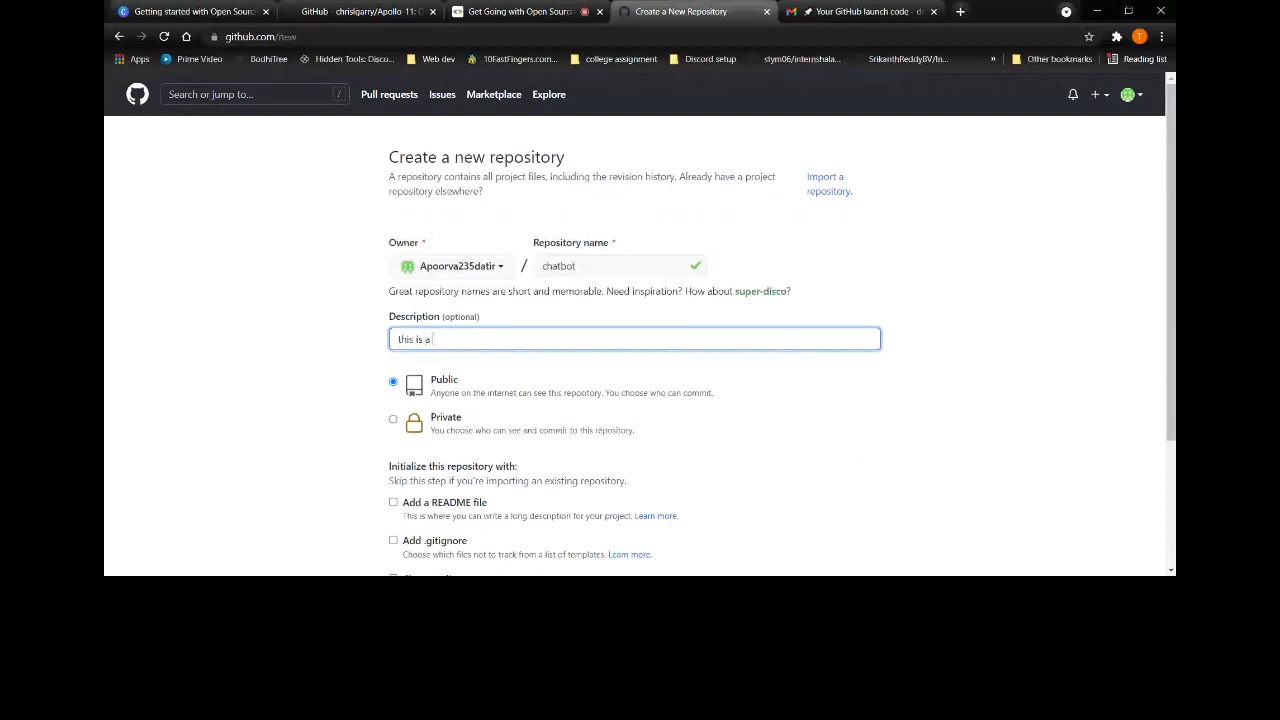 Getting started with Open Sourc
GitHub - chrislgarry/Apollo-11: O
Get Going with Open Source
Create a New Repository
Your GitHub launch code - d
github.com/new
Apps
Prime Video
BodhiTree
Hidden Tools: Disco...
Web dev
10FastFingers.com...
college assignment
Discord setup
stym06/internshala...
SrikanthReddyBV/In...
»
Other bookmarks
Reading list
T
Search or jump to...
/
Pull requests
Issues
Marketplace
Explore
Create a new repository
A repository contains all project files, including the revision history. Already have a project
repository elsewhere?
Import a
repository.
Owner *
Repository name *
Apoorva235datir
/
chatbot
Great repository names are short and memorable. Need inspiration? How about super-disco?
Description (optional)
this is a
Public
Anyone on the internet can see this repository. You choose who can commit.
Private
You choose who can see and commit to this repository.
Initialize this repository with:
Skip this step if you're importing an existing repository.
Add a README file
This is where you can write a long description for your project. Learn more.
Add .gitignore
Choose which files not to track from a list of templates. Learn more.